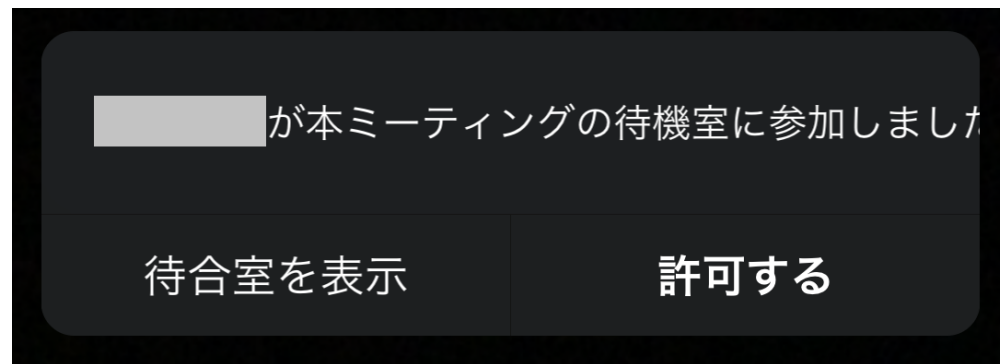 が本ミーティングの待機室に参加しまし
待合室を表示
許可する